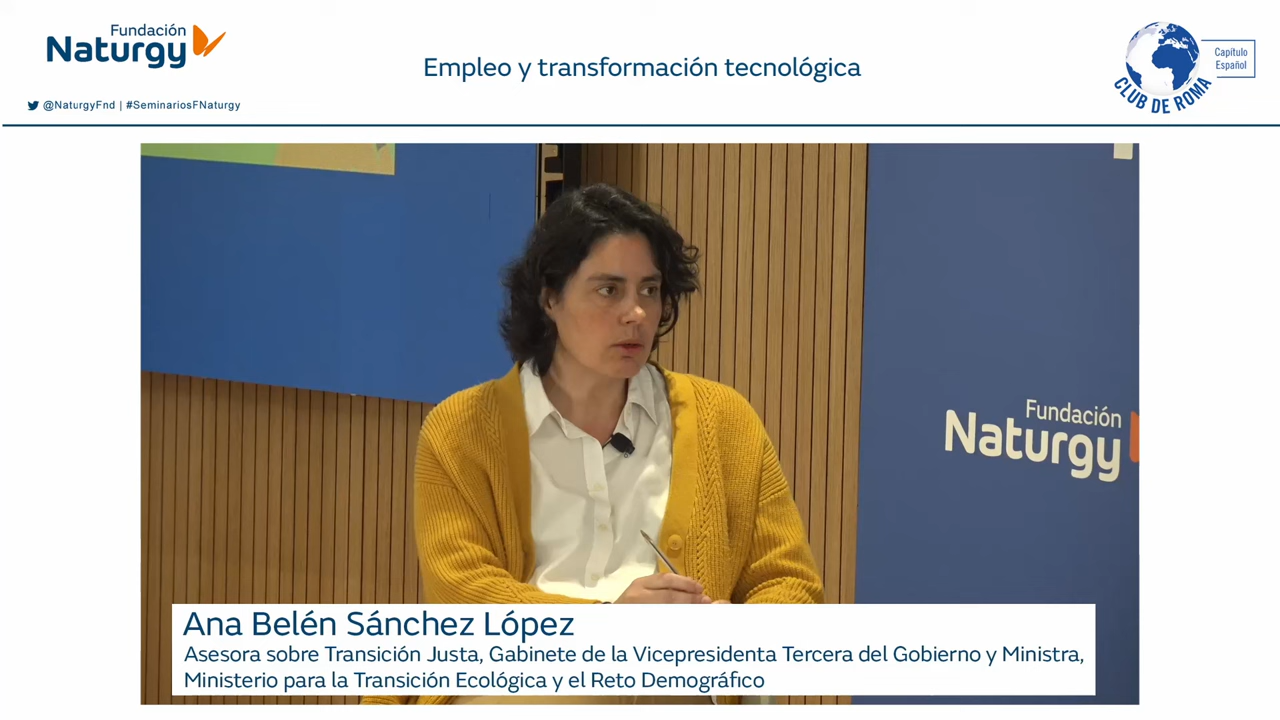 Fundación
Naturgy
@NaturgyFnd | #SeminariosFNaturgy
Empleo y transformación tecnológica
Capítulo
Español
CLUB DE ROMA
Fundación
Naturgy
Ana Belén Sánchez López
Asesora sobre Transición Justa, Gabinete de la Vicepresidenta Tercera del Gobierno y Ministra,
Ministerio para la Transición Ecológica y el Reto Demográfico